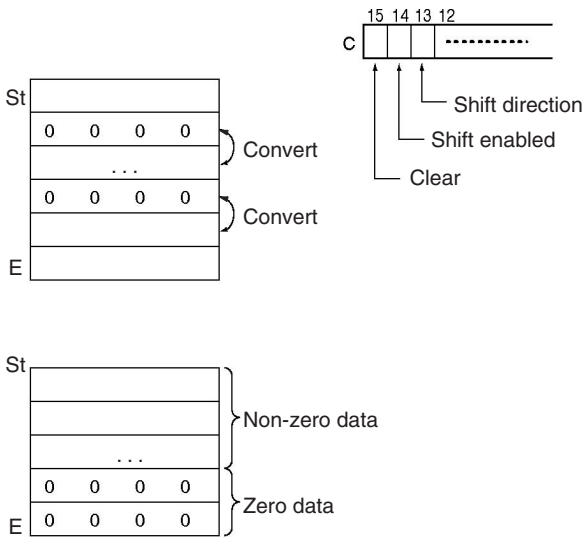 15 14 13 12
C
Shift direction
Shift enabled
Clear
St
0 0 0 0
Convert
...
0 0 0 0
Convert
E
St
Non-zero data
...
0 0 0 0
Zero data
0 0 0 0
E